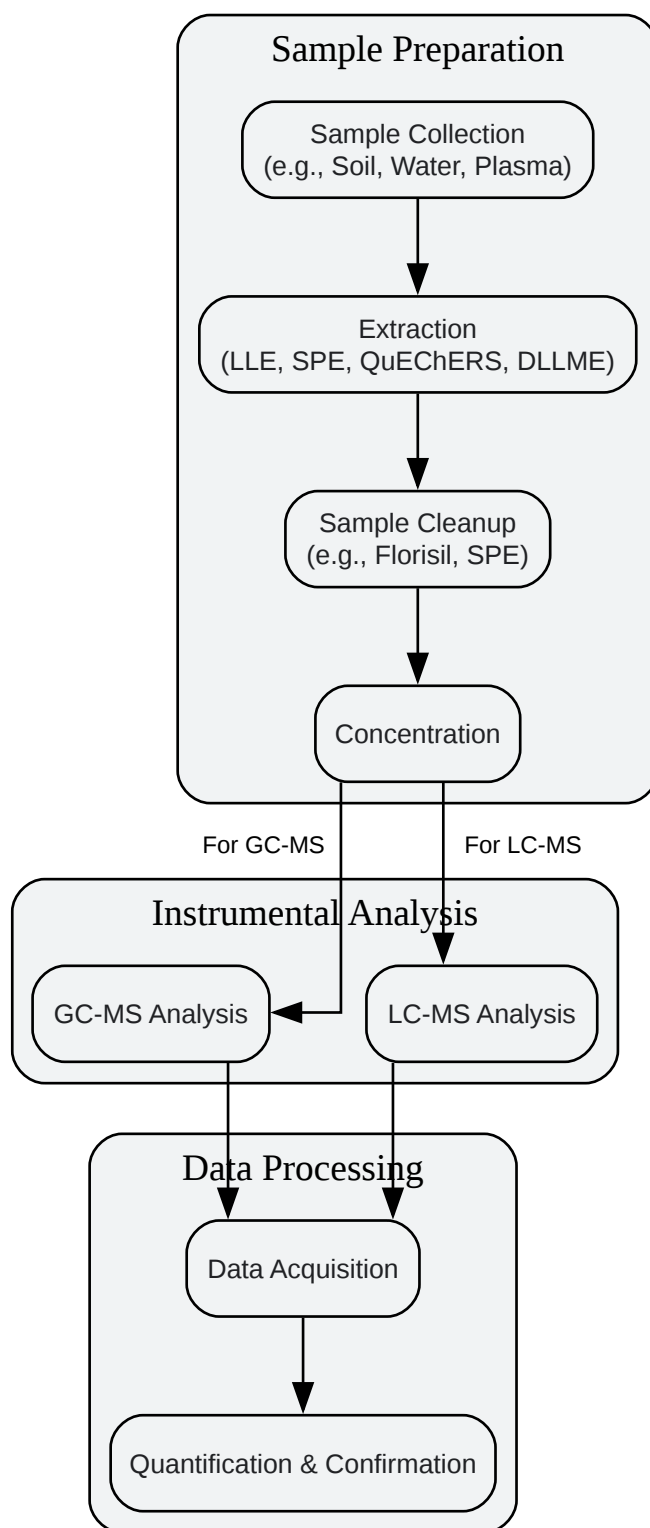 Sample Preparation
Sample Collection
(e.g., Soil, Water, Plasma)
Extraction
(LLE, SPE, QuEChERS, DLLME)
Sample Cleanup
(e.g., Florisil, SPE)
Concentration
For GC-MS
For LC-MS
Instrumental Analysis
GC-MS Analysis
LC-MS Analysis
Data Processing
Data Acquisition
Quantification & Confirmation